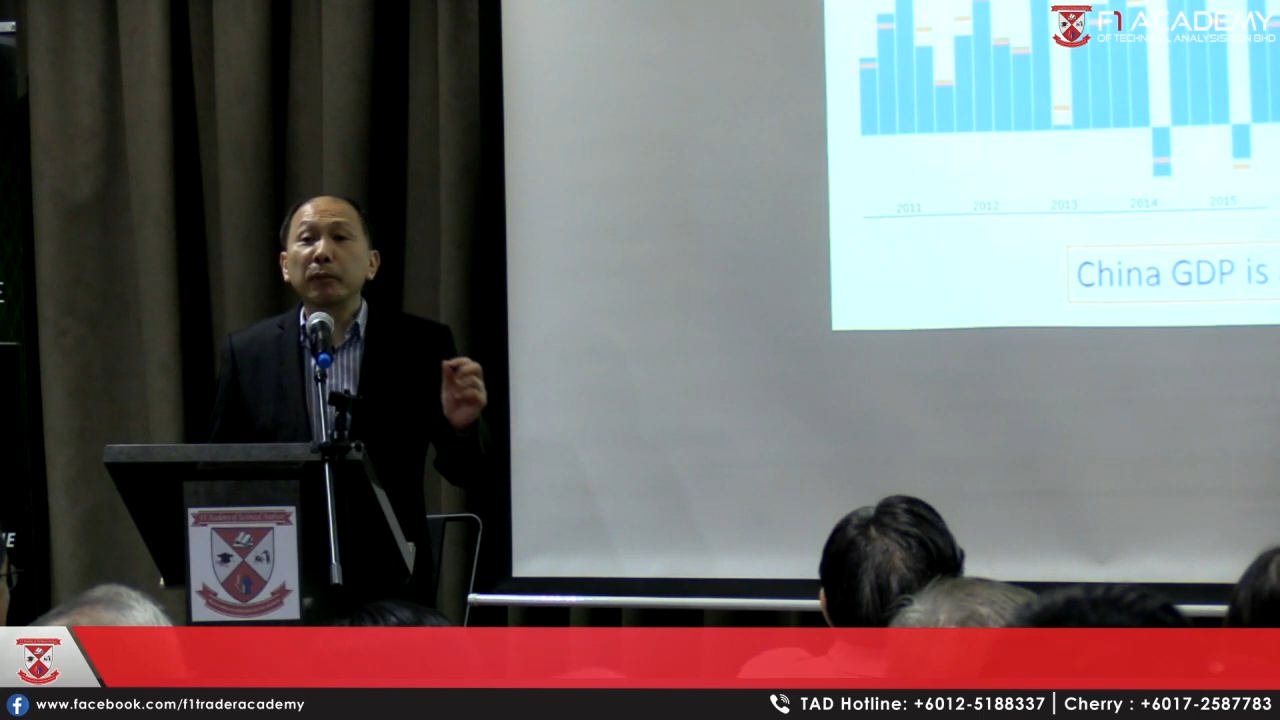 F1 ACADEMY
OF TECHNICAL ANALYSIS SDN BHD
2011 2012 2013 2014 2015
China GDP is
E
E
www.facebook.com/f1traderacademy
TAD Hotline: +6012-5188337 | Cherry : +6017-2587783